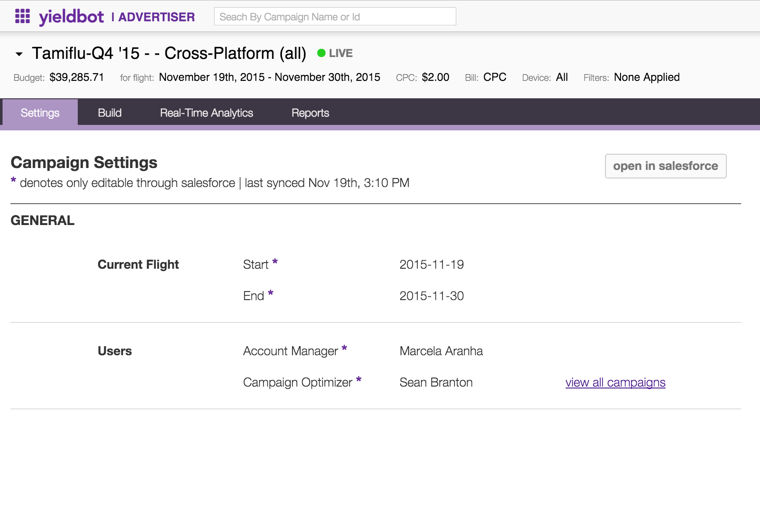 yieldbot | ADVERTISER Seach By Campaign Name or Id
Tamiflu-Q4 '15 - - Cross-Platform (all) LIVE
Budget: $39,285.71 for flight: November 19th, 2015 - November 30th, 2015 CPC: $2.00 Bill: CPC Device: All Filters: None Applied
Settings Build Real-Time Analytics Reports
Campaign Settings open in salesforce
* denotes only editable through salesforce | last synced Nov 19th, 3:10 PM
GENERAL
Current Flight Start * 2015-11-19
End * 2015-11-30
Users Account Manager * Marcela Aranha
Campaign Optimizer * Sean Branton view all campaigns